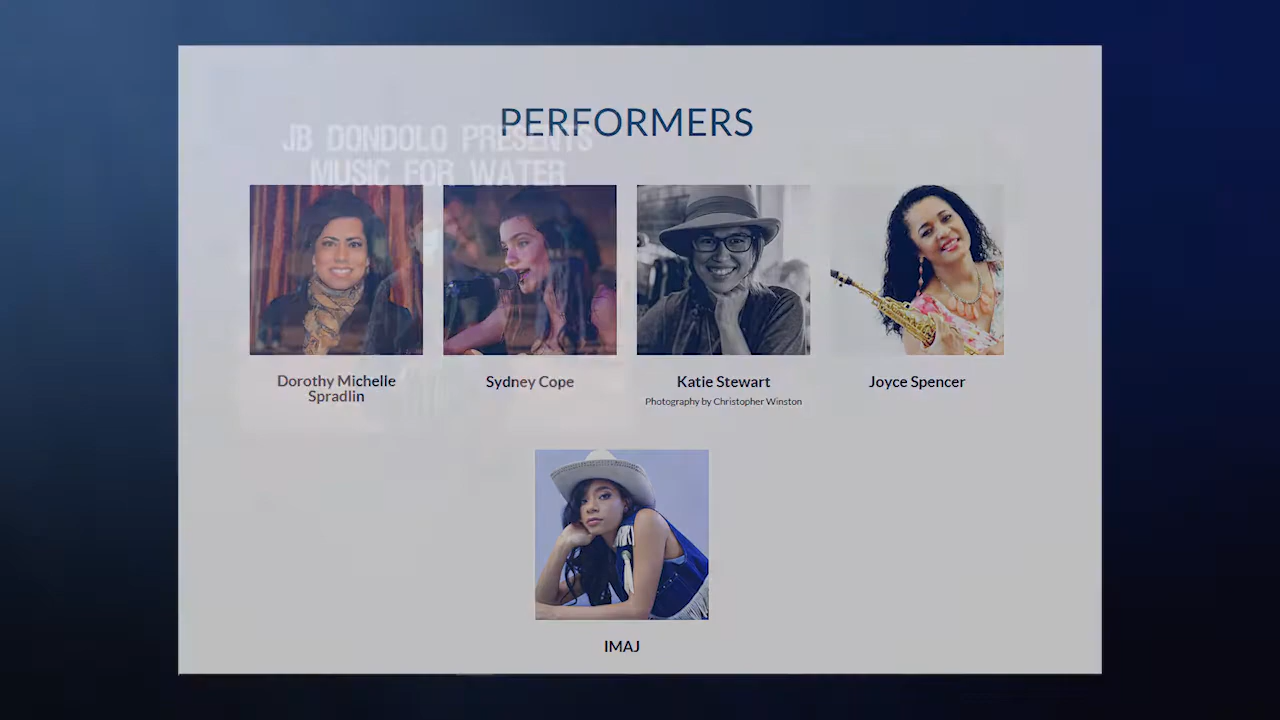 PERFORMERS
JB DONDOLO PRESENTS
MUSIC FOR WATER
Dorothy Michelle
Spradlin
Sydney Cope
Katie Stewart
Photography by Christopher Winston
Joyce Spencer
IMAJ